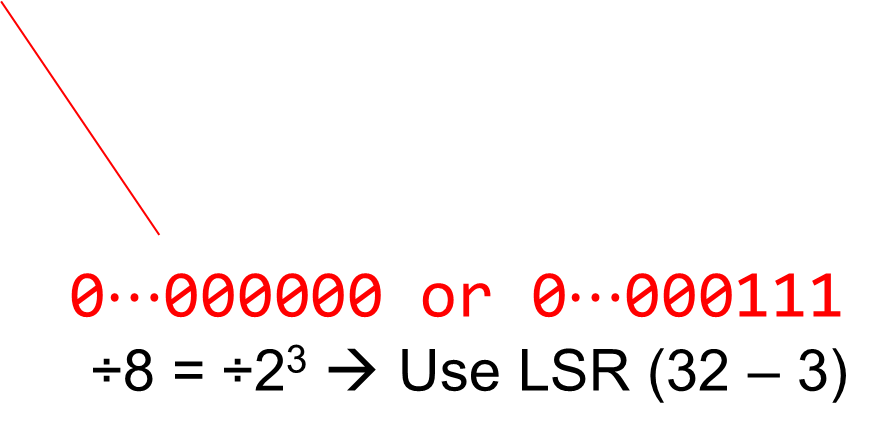 0···000000 or 0···000111
÷8 = ÷2³ → Use LSR (32 – 3)